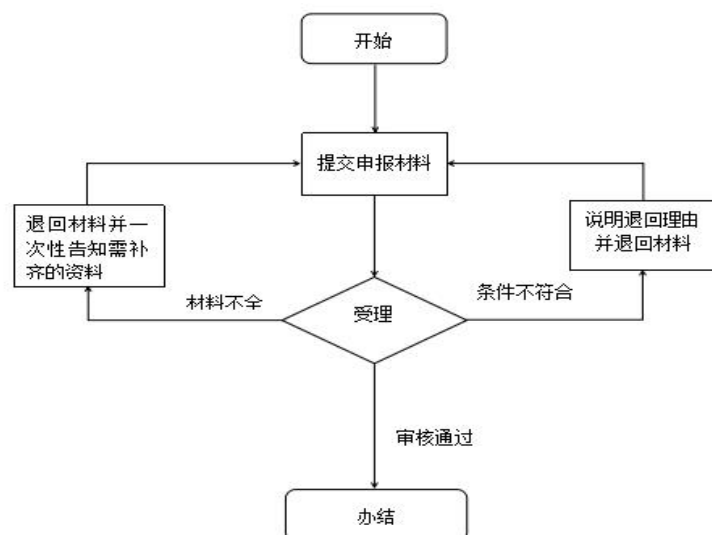 开始
提交申报材料
退回材料并一
次性告知需补
齐的资料
说明退回理由
并退回材料
材料不全
条件不符合
受理
审核通过
办结